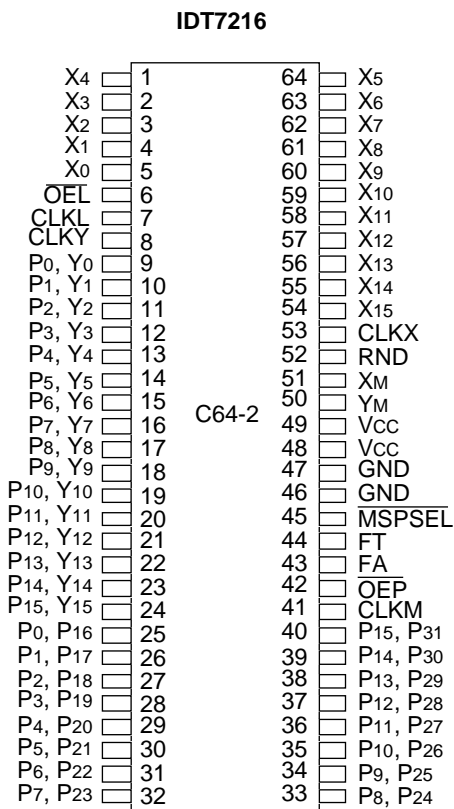 IDT7216
X4 1 64 X5
X3 2 63 X6
X2 3 62 X7
X1 4 61 X8
X0 5 60 X9
OEL 6 59 X10
CLKL 7 58 X11
CLKY 8 57 X12
P0, Y0 9 56 X13
P1, Y1 10 55 X14
P2, Y2 11 54 X15
P3, Y3 12 53 CLKX
P4, Y4 13 52 RND
P5, Y5 14 51 XM
P6, Y6 15 50 YM
C64-2
P7, Y7 16 49 VCC
P8, Y8 17 48 VCC
P9, Y9 18 47 GND
P10, Y10 19 46 GND
P11, Y11 20 45 MSPSEL
P12, Y12 21 44 FT
P13, Y13 22 43 FA
P14, Y14 23 42 OEP
P15, Y15 24 41 CLKM
P0, P16 25 40 P15, P31
P1, P17 26 39 P14, P30
P2, P18 27 38 P13, P29
P3, P19 28 37 P12, P28
P4, P20 29 36 P11, P27
P5, P21 30 35 P10, P26
P6, P22 31 34 P9, P25
P7, P23 32 33 P8, P24